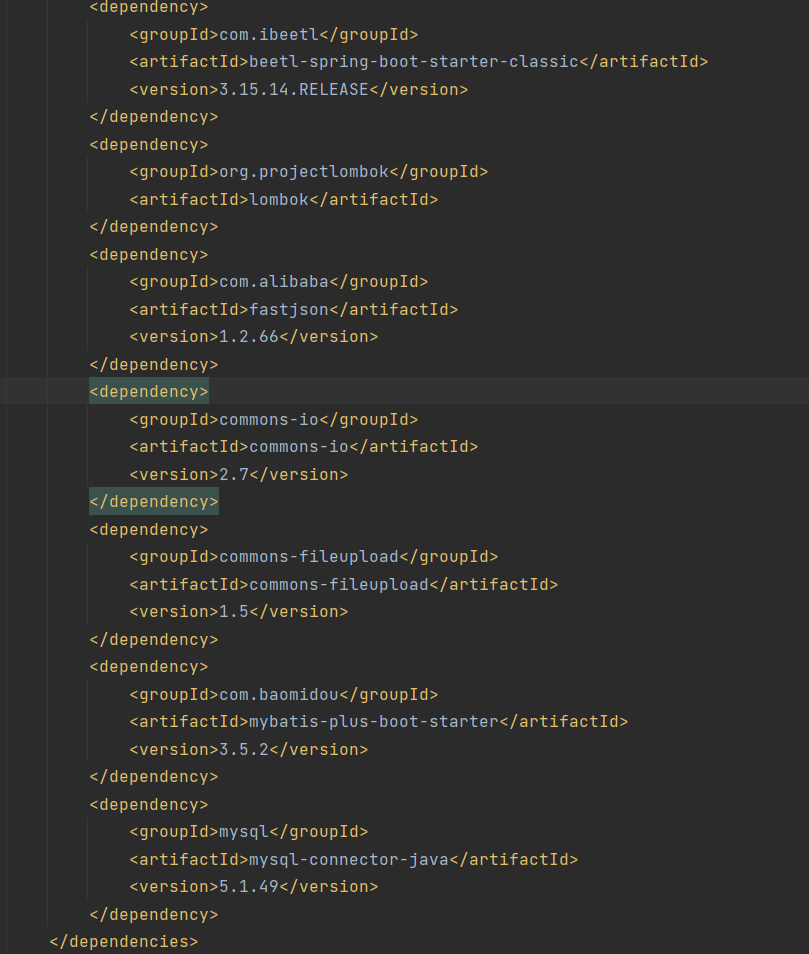 <dependency>
<groupId>com.ibeetl</groupId>
<artifactId>beetl-spring-boot-starter-classic</artifactId>
<version>3.15.14.RELEASE</version>
</dependency>
<dependency>
<groupId>org.projectlombok</groupId>
<artifactId>lombok</artifactId>
</dependency>
<dependency>
<groupId>com.alibaba</groupId>
<artifactId>fastjson</artifactId>
<version>1.2.66</version>
</dependency>
<dependency>
<groupId>commons-io</groupId>
<artifactId>commons-io</artifactId>
<version>2.7</version>
</dependency>
<dependency>
<groupId>commons-fileupload</groupId>
<artifactId>commons-fileupload</artifactId>
<version>1.5</version>
</dependency>
<dependency>
<groupId>com.baomidou</groupId>
<artifactId>mybatis-plus-boot-starter</artifactId>
<version>3.5.2</version>
</dependency>
<dependency>
<groupId>mysql</groupId>
<artifactId>mysql-connector-java</artifactId>
<version>5.1.49</version>
</dependency>
</dependencies>